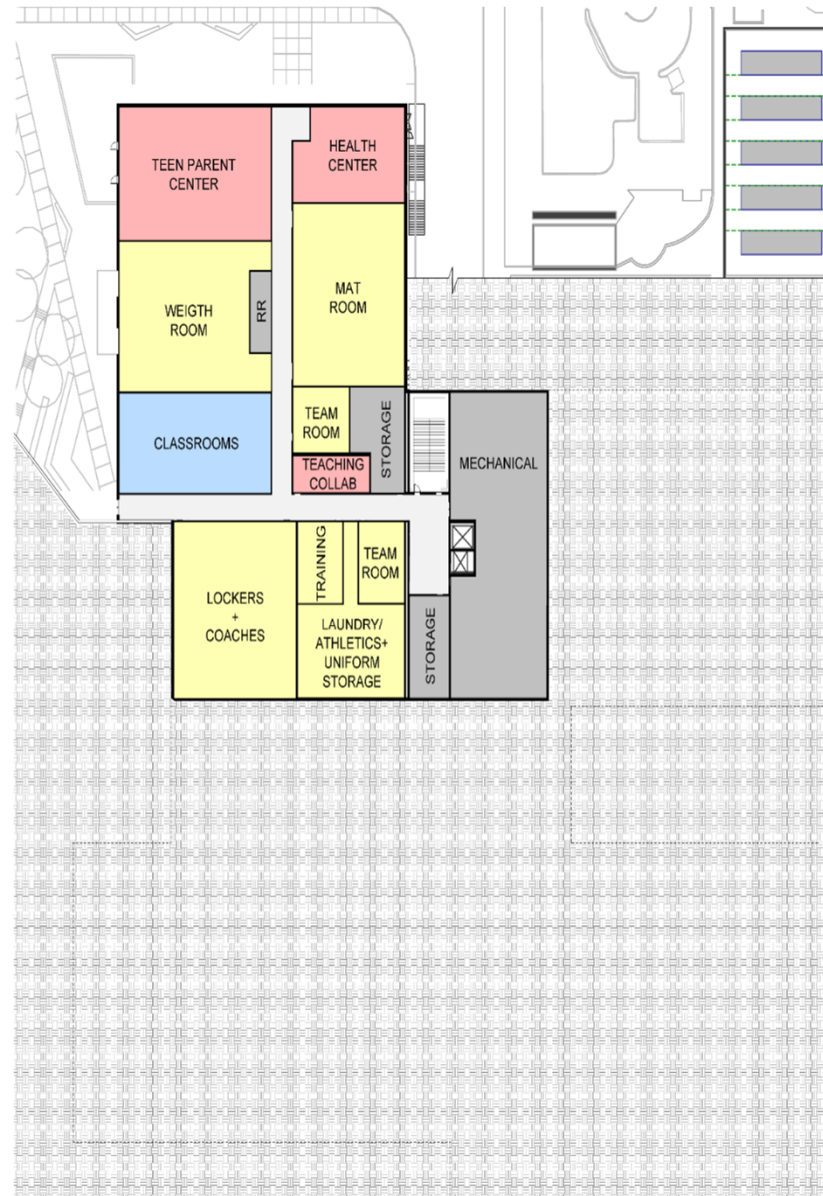 TEEN PARENT
CENTER
HEALTH
CENTER
WEIGTH
ROOM
RR
MAT
ROOM
CLASSROOMS
TEAM
ROOM
STORAGE
TEACHING
COLLAB
MECHANICAL
LOCKERS
+
COACHES
TRAINING
TEAM
ROOM
LAUNDRY/
ATHLETICS+
UNIFORM
STORAGE
STORAGE